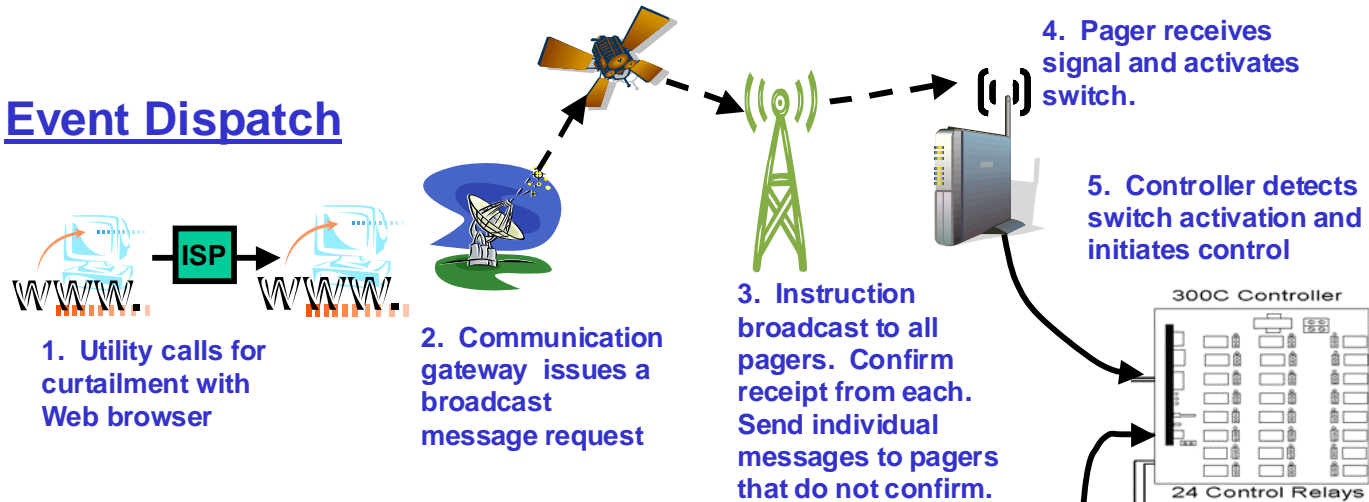 Event Dispatch
WWW.
ISP
WWW.
1. Utility calls for
curtailment with
Web browser
2. Communication
gateway issues a
broadcast
message request
3. Instruction
broadcast to all
pagers. Confirm
receipt from each.
Send individual
messages to pagers
that do not confirm.
4. Pager receives
signal and activates
switch.
5. Controller detects
switch activation and
initiates control
300C Controller
24 Control Relays